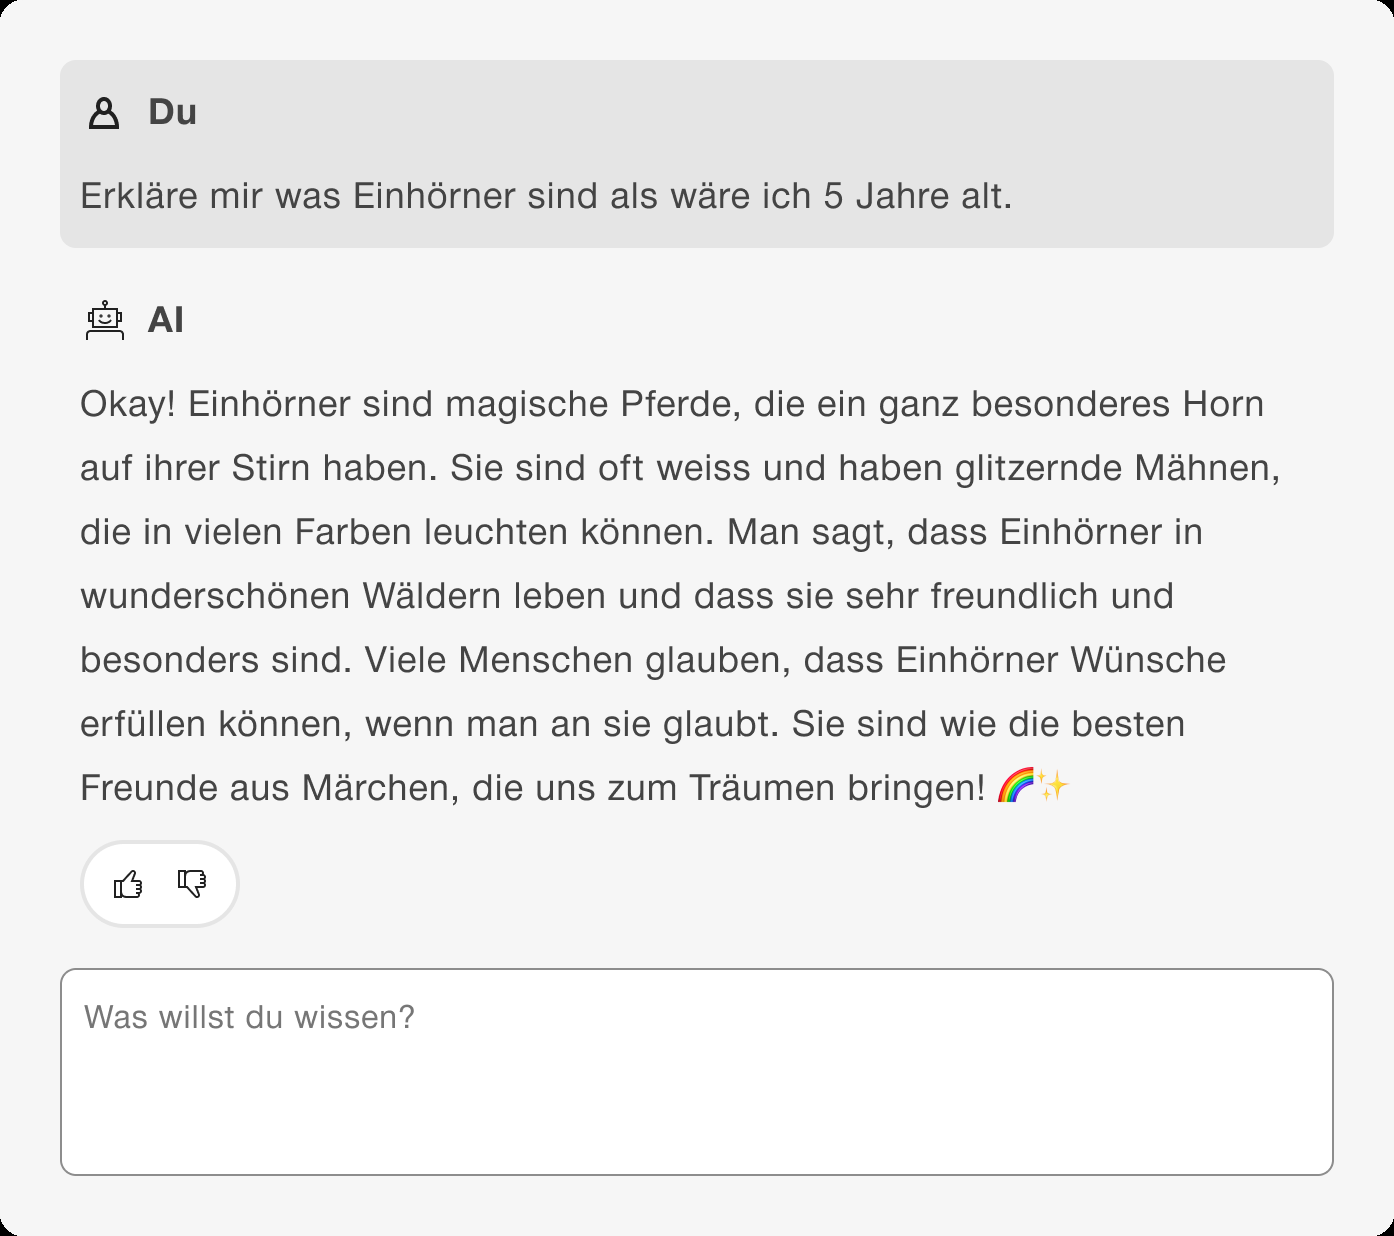 Du
Erkläre mir was Einhörner sind als wäre ich 5 Jahre alt.
AI
Okay! Einhörner sind magische Pferde, die ein ganz besonderes Horn
auf ihrer Stirn haben. Sie sind oft weiss und haben glitzernde Mähnen,
die in vielen Farben leuchten können. Man sagt, dass Einhörner in
wunderschönen Wäldern leben und dass sie sehr freundlich und
besonders sind. Viele Menschen glauben, dass Einhörner Wünsche
erfüllen können, wenn man an sie glaubt. Sie sind wie die besten
Freunde aus Märchen, die uns zum Träumen bringen! 🌈✨
Was willst du wissen?